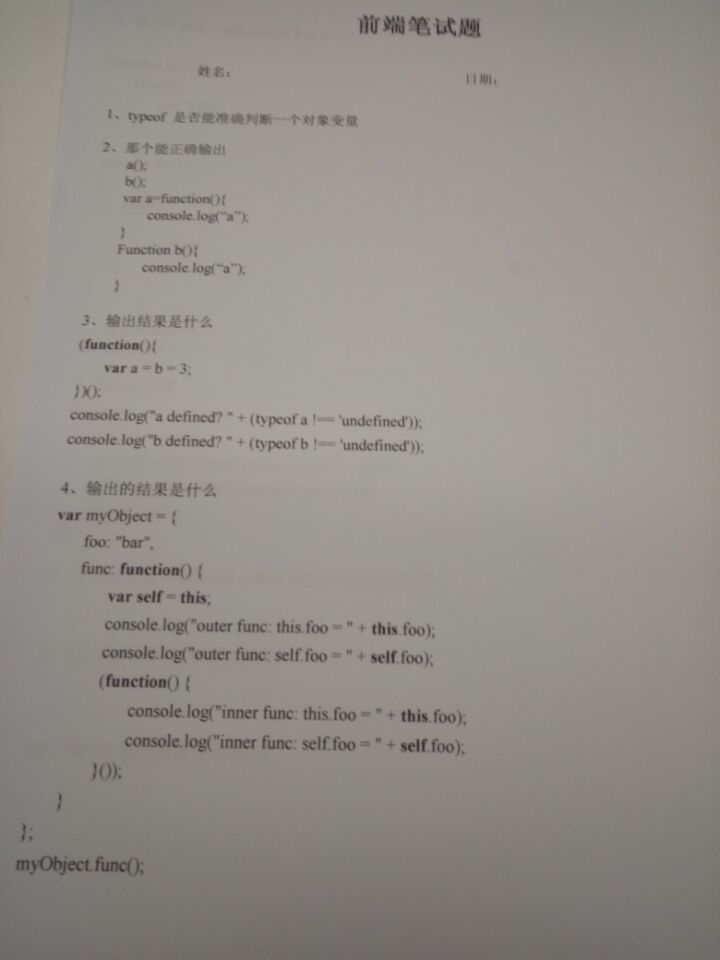 前端笔试题
姓名： 日期：
1、typeof 是否能准确判断一个对象变量
2、那个能正确输出
a();
b();
var a=function(){
console.log(“a”);
}
Function b(){
console.log(“a”);
}
3、输出结果是什么
(function(){
var a = b = 3;
})();
console.log("a defined? " + (typeof a !== 'undefined'));
console.log("b defined? " + (typeof b !== 'undefined'));
4、输出的结果是什么
var myObject = {
foo: "bar",
func: function() {
var self = this;
console.log("outer func: this.foo = " + this.foo);
console.log("outer func: self.foo = " + self.foo);
(function() {
console.log("inner func: this.foo = " + this.foo);
console.log("inner func: self.foo = " + self.foo);
}());
}
};
myObject.func();